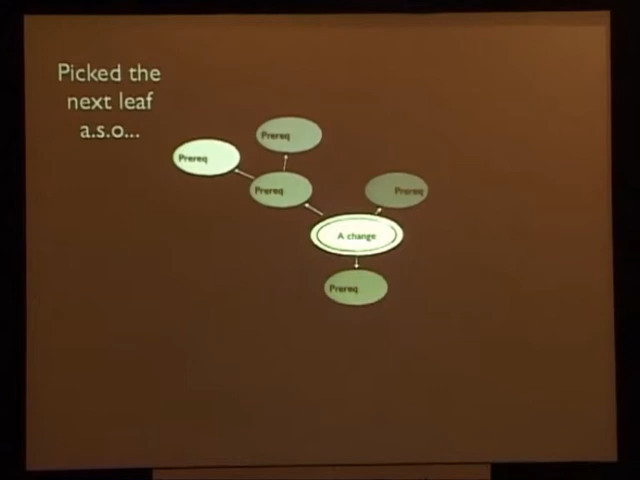 Picked the
next leaf
a.s.o...
Prereq
Prereq
Prereq
Prereq
A change
Prereq